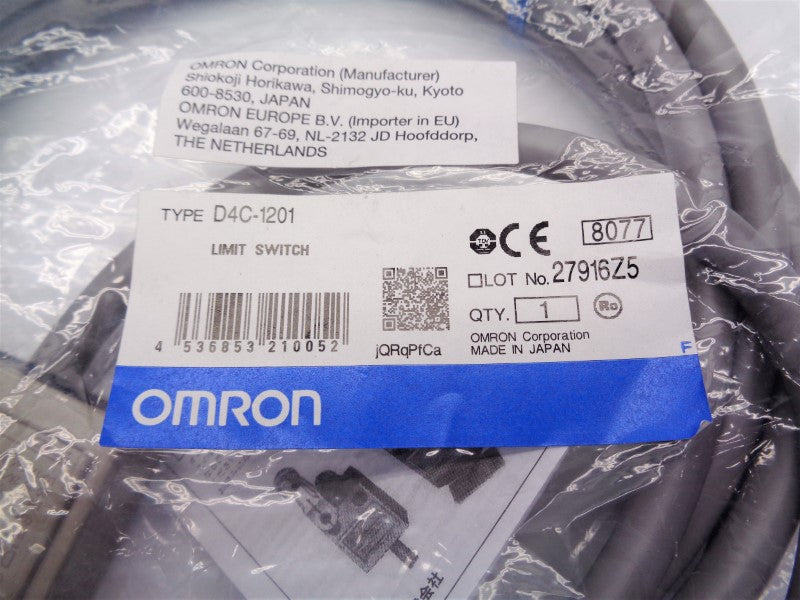 OMRON Corporation (Manufacturer)
Shiokoji Horikawa, Shimogyo-ku, Kyoto
600-8530, JAPAN
OMRON EUROPE B.V. (Importer in EU)
Wegalaan 67-69, NL-2132 JD Hoofddorp,
THE NETHERLANDS
TYPE D4C-1201
LIMIT SWITCH
TÜV CE 8077
LOT No. 27916Z5
QTY. 1 Ro
OMRON Corporation
MADE IN JAPAN
4 536853 210052
jQRqPfCa
F
OMRON